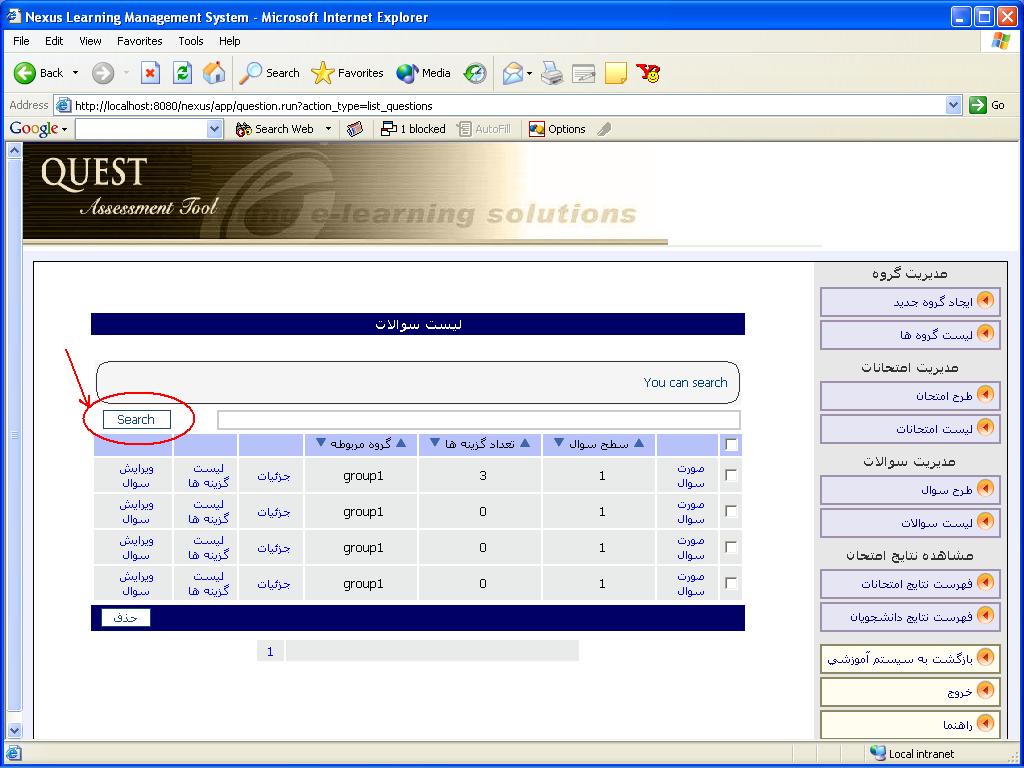 Nexus Learning Management System - Microsoft Internet Explorer
File Edit View Favorites Tools Help
Back Search Favorites Media
Address http://localhost:8080/nexus/app/question.run?action_type=list_questions Go
Google Search Web 1 blocked AutoFill Options
QUEST
Assessment Tool
e-learning solutions
مدیریت گروه
ایجاد گروه جدید
لیست گروه ها
مدیریت امتحانات
طرح امتحان
لیست امتحانات
مدیریت سوالات
طرح سوال
لیست سوالات
مشاهده نتایج امتحان
فهرست نتایج امتحانات
فهرست نتایج دانشجویان
بازگشت به سیستم آموزشی
خروج
راهنما
لیست سوالات
You can search
Search
سطح سوال تعداد گزینه ها گروه مربوطه
صورت سوال 1 3 group1 جزئیات لیست گزینه ها ویرایش سوال
صورت سوال 1 0 group1 جزئیات لیست گزینه ها ویرایش سوال
صورت سوال 1 0 group1 جزئیات لیست گزینه ها ویرایش سوال
صورت سوال 1 0 group1 جزئیات لیست گزینه ها ویرایش سوال
حذف
1
Local intranet